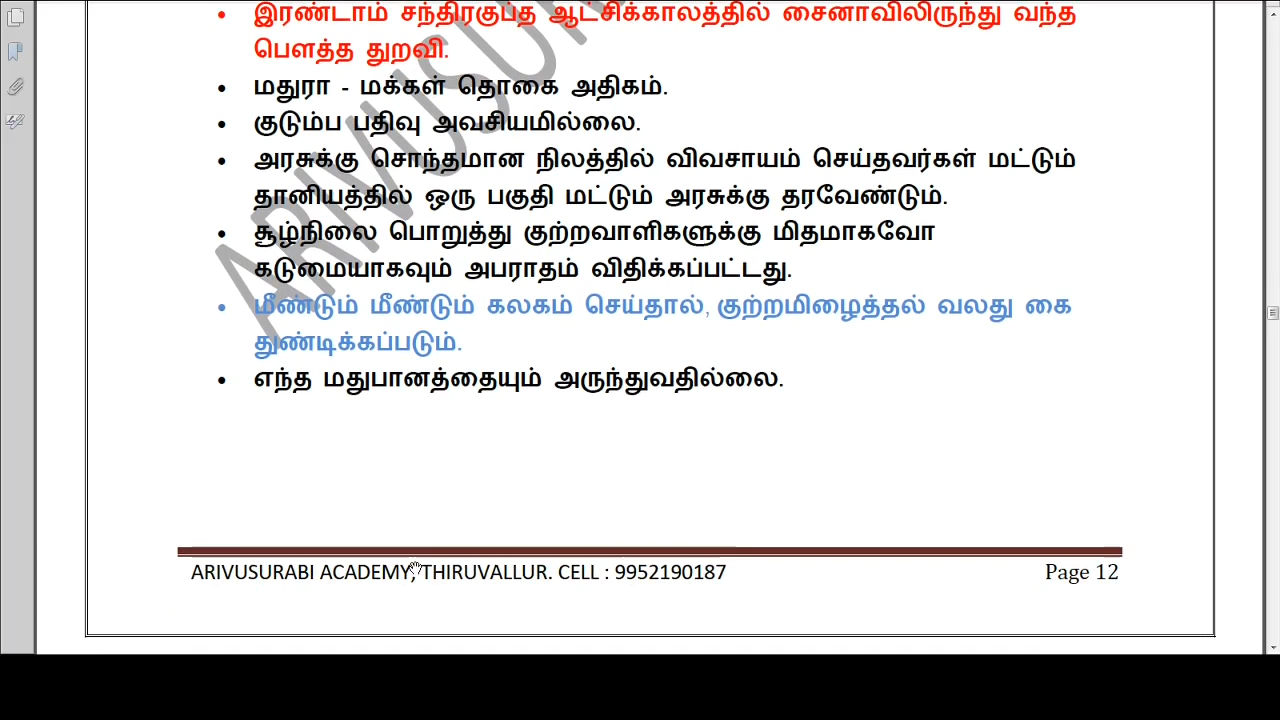 இரண்டாம் சந்திரகுப்த ஆட்சிக்காலத்தில் சைனாவிலிருந்து வந்த
பௌத்த துறவி.
மதுரா - மக்கள் தொகை அதிகம்.
குடும்ப பதிவு அவசியமில்லை.
அரசுக்கு சொந்தமான நிலத்தில் விவசாயம் செய்தவர்கள் மட்டும்
தானியத்தில் ஒரு பகுதி மட்டும் அரசுக்கு தரவேண்டும்.
சூழ்நிலை பொறுத்து குற்றவாளிகளுக்கு மிதமாகவோ
கடுமையாகவும் அபராதம் விதிக்கப்பட்டது.
மீண்டும் மீண்டும் கலகம் செய்தால், குற்றமிழைத்தல் வலது கை
துண்டிக்கப்படும்.
எந்த மதுபானத்தையும் அருந்துவதில்லை.
ARIVUSUR
ARIVUSURABI ACADEMY, THIRUVALLUR. CELL : 9952190187
Page 12